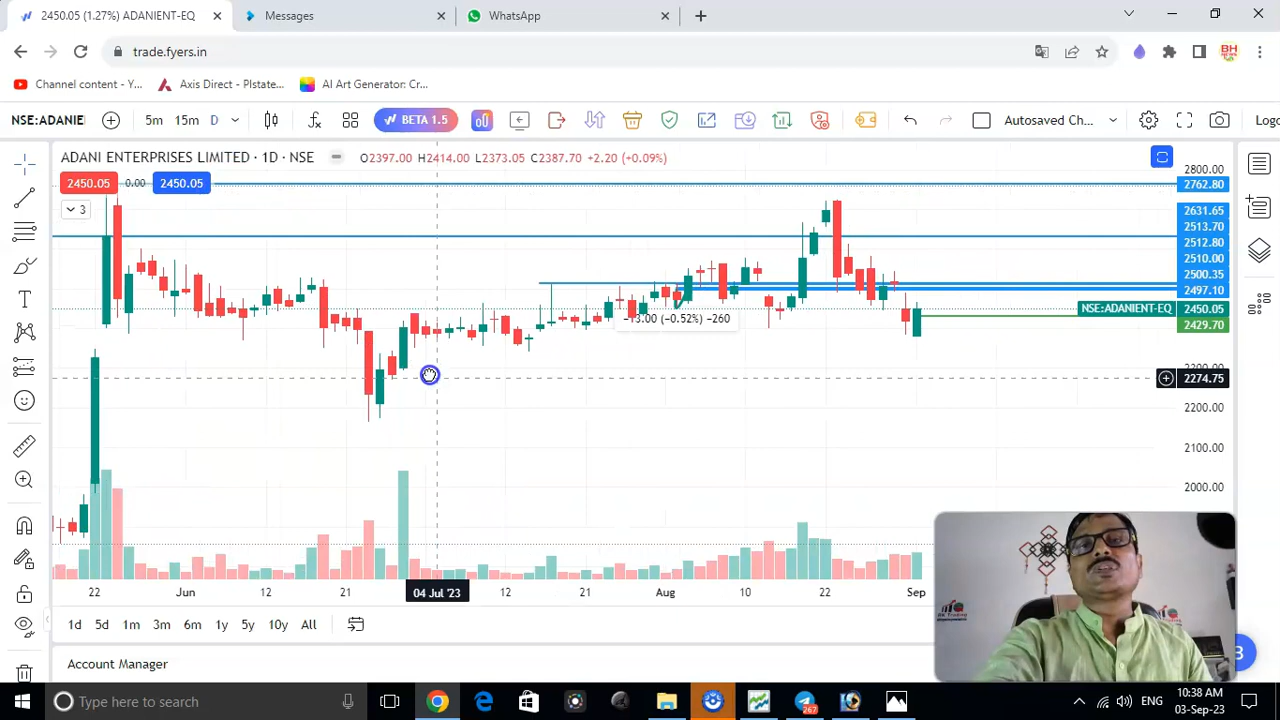 2450.05 (1.27%) ADANIENT-EQ
Messages
WhatsApp
trade.fyers.in
Channel content - Y...
Axis Direct - Plstate...
AI Art Generator: Cr...
NSE:ADANIE
5m 15m D
BETA 1.5
Autosaved Ch...
Logo
ADANI ENTERPRISES LIMITED · 1D · NSE
O2397.00 H2414.00 L2373.05 C2387.70 +2.20 (+0.09%)
2450.05 0.00 2450.05
3
2800.00
2762.80
2631.65
2513.70
2512.80
2510.00
2500.35
2497.10
NSE:ADANIENT-EQ 2450.05
2429.70
−13.00 (−0.52%) −260
2274.75
2200.00
2100.00
2000.00
22 Jun 12 21 04 Jul '23 12 21 Aug 10 22 Sep
1d 5d 1m 3m 6m 1y 5y 10y All
Account Manager
Type here to search
267
ENG
10:38 AM
03-Sep-23